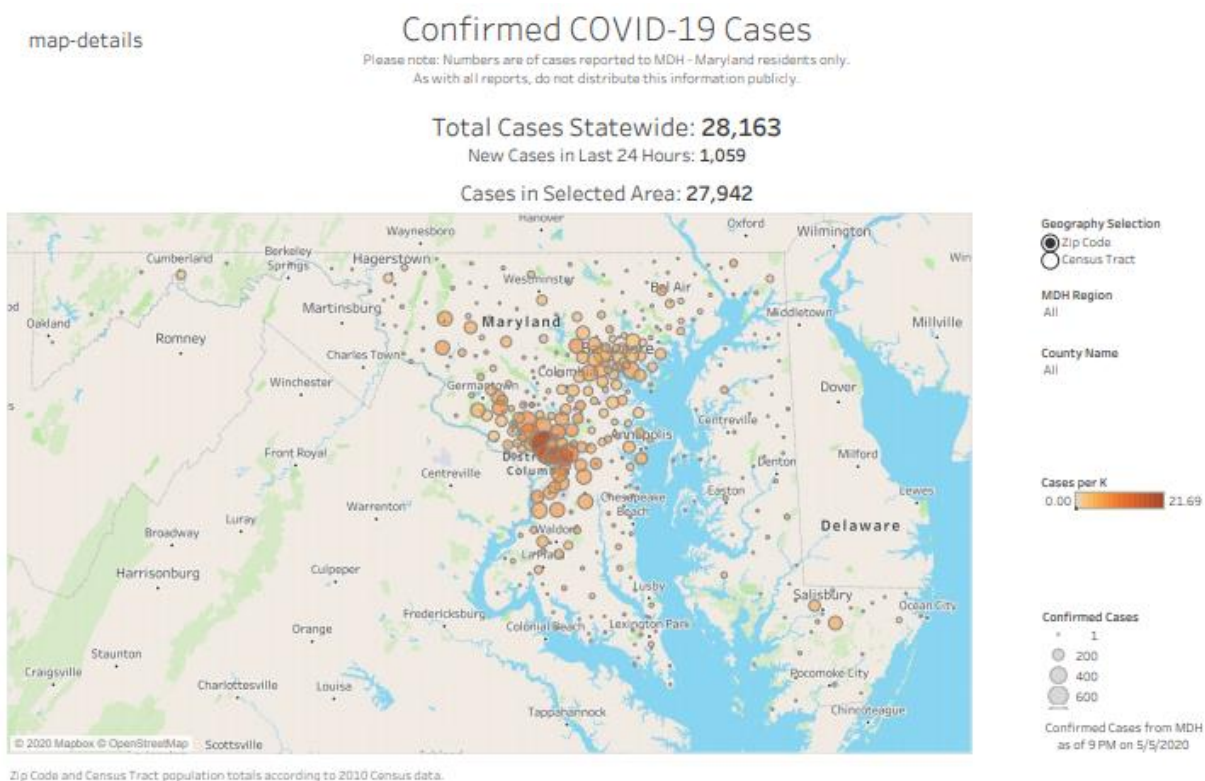 map-details
Confirmed COVID-19 Cases
Please note: Numbers are of cases reported to MDH - Maryland residents only.
As with all reports, do not distribute this information publicly.
Total Cases Statewide: 28,163
New Cases in Last 24 Hours: 1,059
Cases in Selected Area: 27,942
Hanover
Waynesboro
Oxford
Wilmington
Cumberland
Berkeley
Springs
Hagerstown
Westminster
Bel Air
Win
Martinsburg
Maryland
Middletown
Millville
od
Oakland
Romney
Charles Town
Baltimore
Columbia
Winchester
Germantown
Dover
s
Centreville
Annapolis
Front Royal
Centreville
Distr
Colum
Denton
Milford
Warrenton
Chesapeake
Beach
Easton
Lewes
Luray
Broadway
Waldorf
Delaware
Harrisonburg
Culpeper
La Plata
Lusby
Salisbury
Ocean City
Fredericksburg
Colonial Beach
Lexington Park
Orange
Staunton
Craigsville
Charlottesville
Louisa
Pocomoke City
Tappahannock
Chincoteague
© 2020 Mapbox © OpenStreetMap
Scottsville
Geography Selection
Zip Code
Census Tract
MDH Region
All
County Name
All
Cases per K
0.00 21.69
Confirmed Cases
1
200
400
600
Confirmed Cases from MDH
as of 9 PM on 5/5/2020
Zip Code and Census Tract population totals according to 2010 Census data.